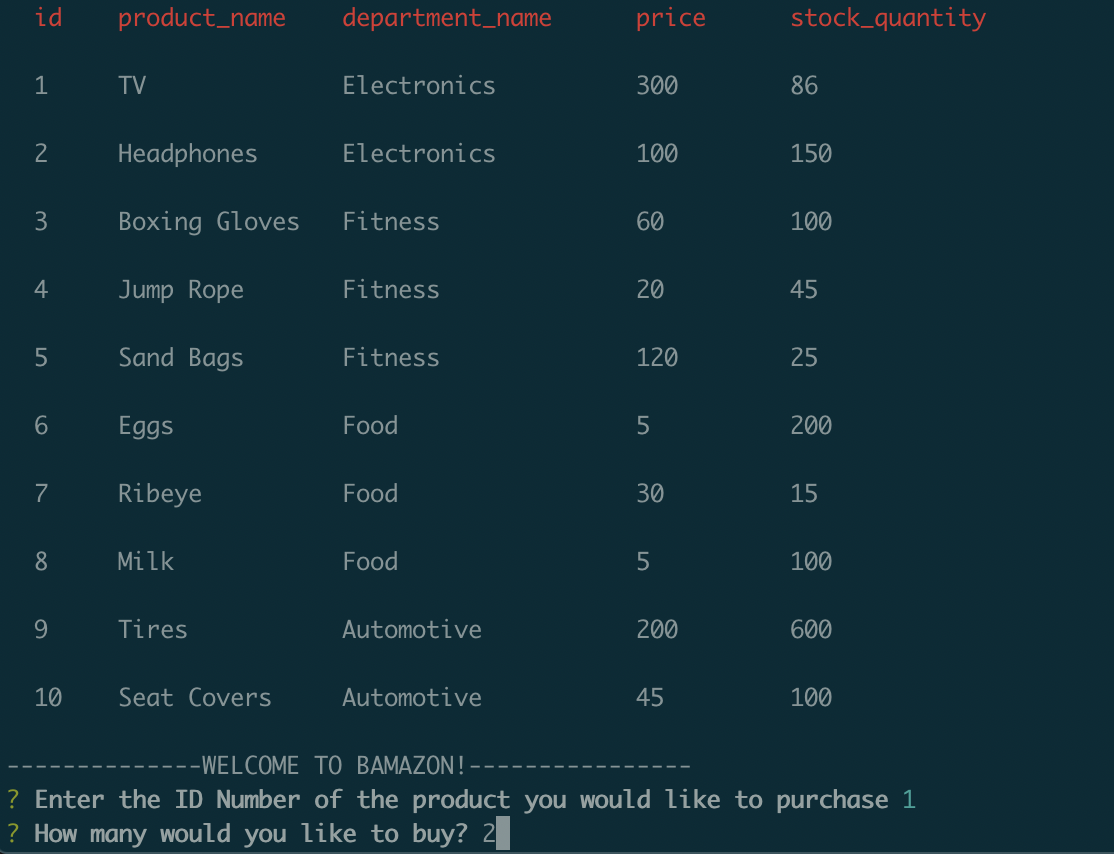 id product_name department_name price stock_quantity
1 TV Electronics 300 86
2 Headphones Electronics 100 150
3 Boxing Gloves Fitness 60 100
4 Jump Rope Fitness 20 45
5 Sand Bags Fitness 120 25
6 Eggs Food 5 200
7 Ribeye Food 30 15
8 Milk Food 5 100
9 Tires Automotive 200 600
10 Seat Covers Automotive 45 100
--------------WELCOME TO BAMAZON!----------------
? Enter the ID Number of the product you would like to purchase 1
? How many would you like to buy? 2